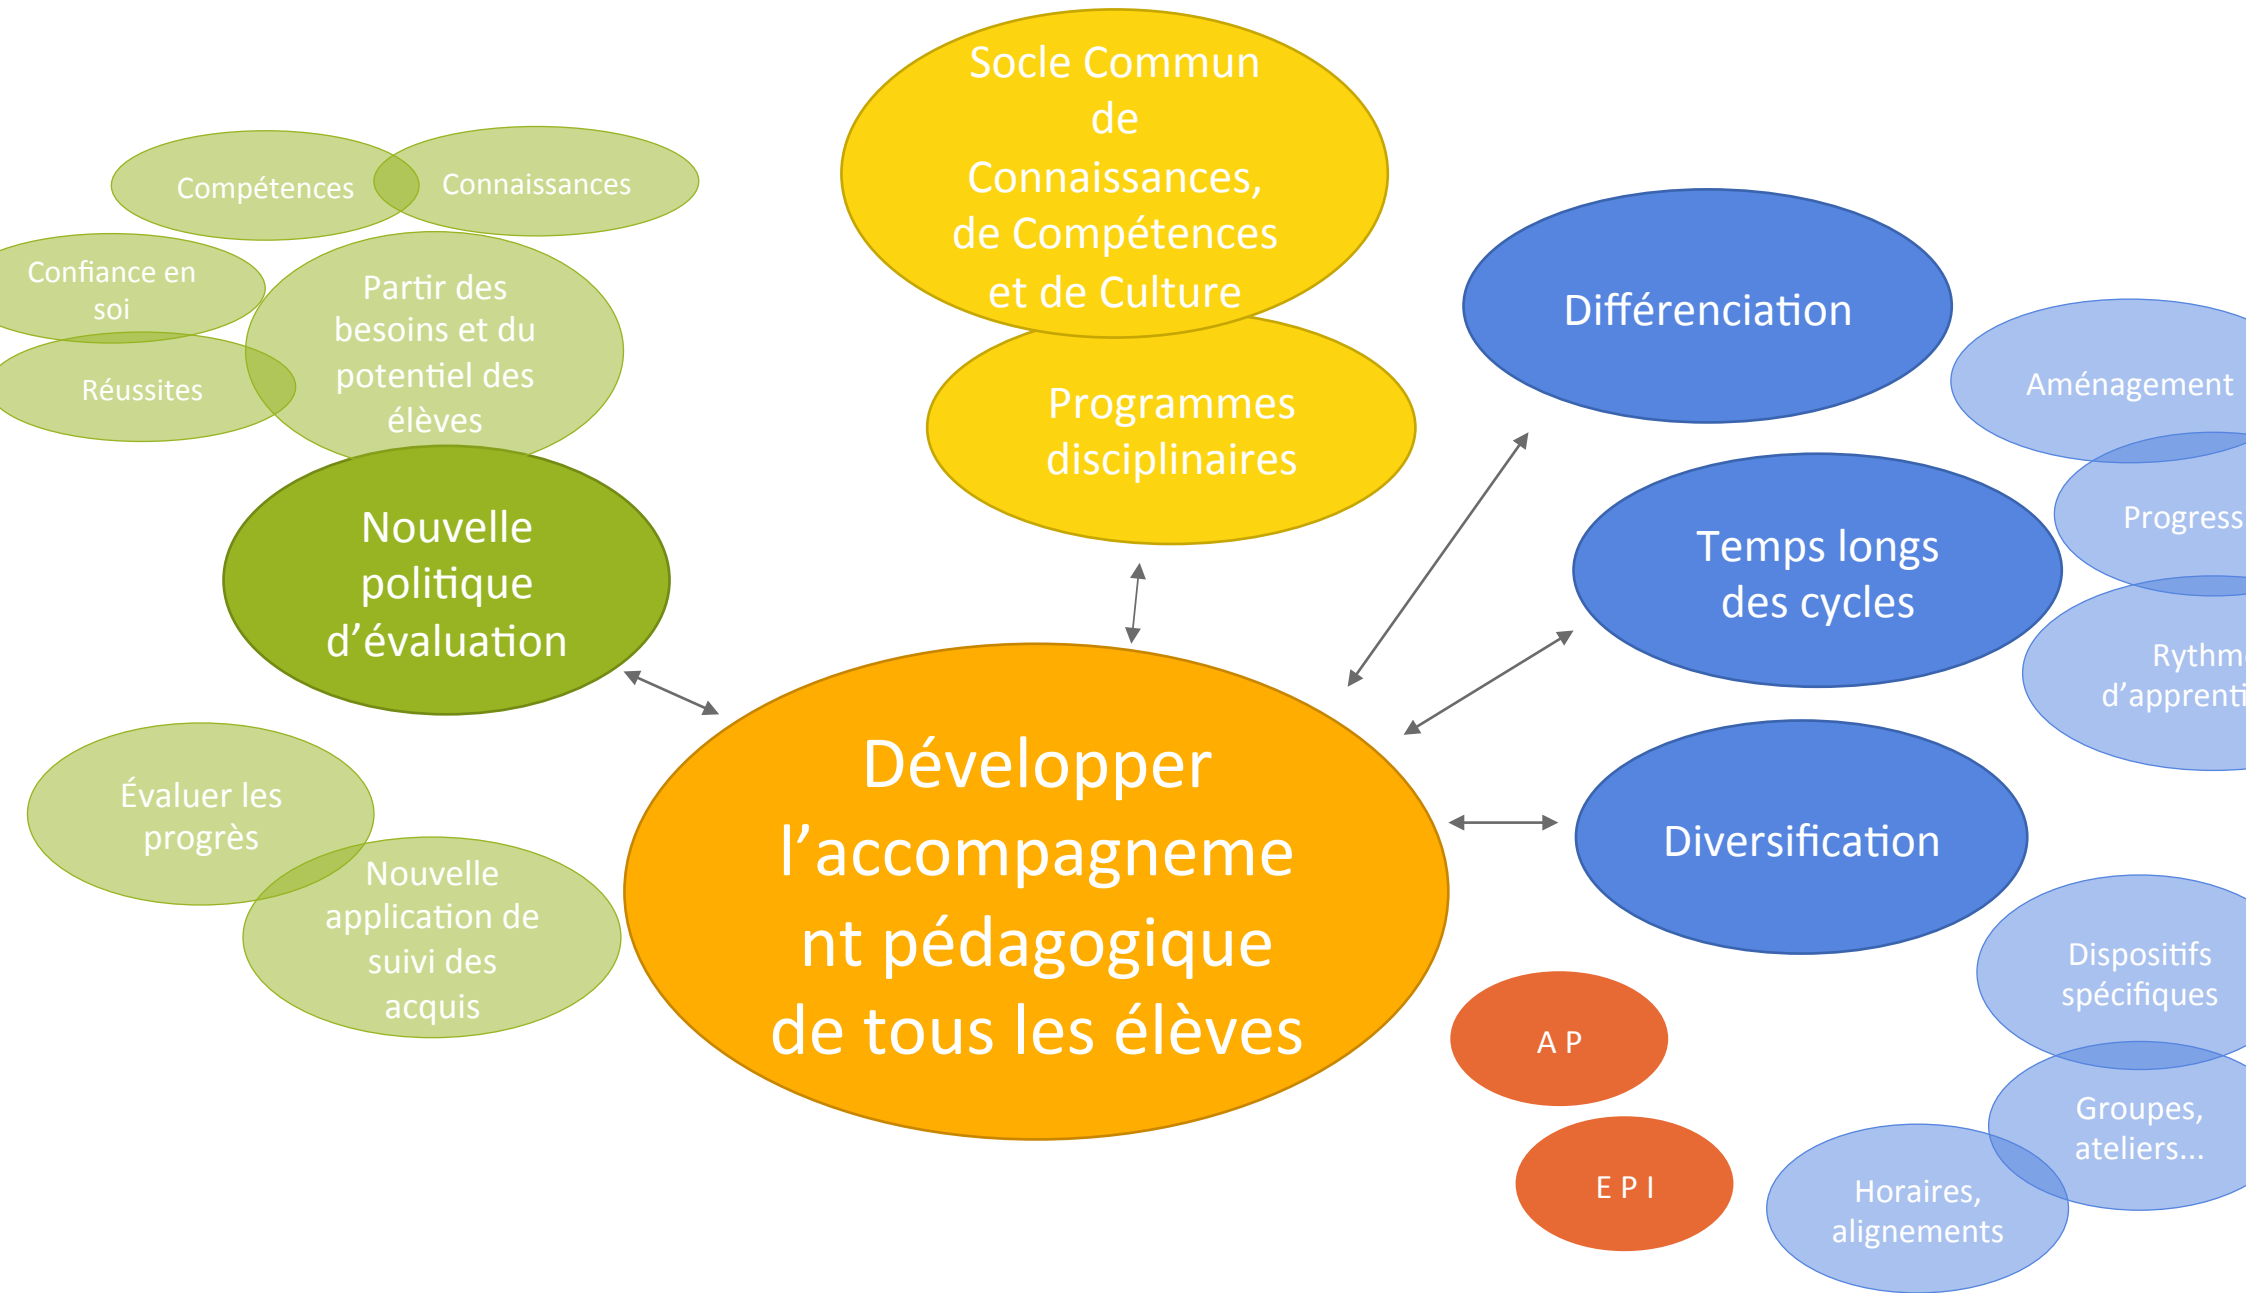 Socle Commun
de
Connaissances,
de Compétences
et de Culture
Programmes
disciplinaires
Compétences
Connaissances
Confiance en
soi
Réussites
Partir des
besoins et du
potentiel des
élèves
Nouvelle
politique
d’évaluation
Évaluer les
progrès
Nouvelle
application de
suivi des
acquis
Développer
l’accompagneme
nt pédagogique
de tous les élèves
Différenciation
Temps longs
des cycles
Diversification
Aménagement
Progress
Rythm
d’apprenti
Dispositifs
spécifiques
Groupes,
ateliers...
Horaires,
alignements
A P
E P I